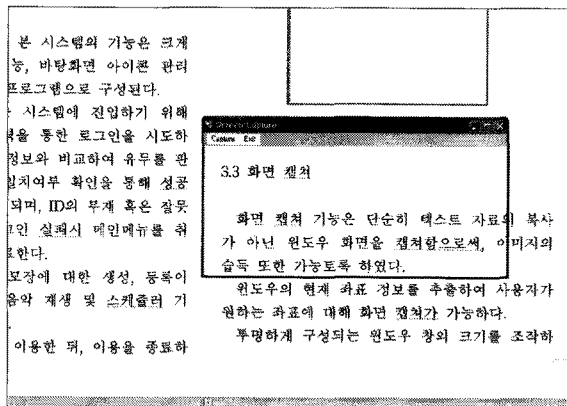 본 시스템의 기능은 크게
능, 바탕화면 아이콘 관리
프로그램으로 구성된다.
시스템에 진입하기 위해
을 통한 로그인을 시도하
정보와 비교하여 유무를 판
일치여부 확인을 통해 성공
되며, ID의 부재 혹은 잘못
그인 실패시 메인메뉴를 취
한다.
모장에 대한 생성, 등록이
음악 재생 및 스케쥴러 기
이용한 뒤, 이용을 종료하
Screen Capture
Capture Exit
3.3 화면 캡쳐
화면 캡쳐 기능은 단순히 텍스트 자료의 복사
가 아닌 윈도우 화면을 캡쳐함으로써, 이미지의
습득 또한 가능토록 하였다.
윈도우의 현재 좌표 정보를 추출하여 사용자가
원하는 좌표에 대해 화면 캡쳐가 가능하다.
투명하게 구성되는 윈도우 창의 크기를 조작하